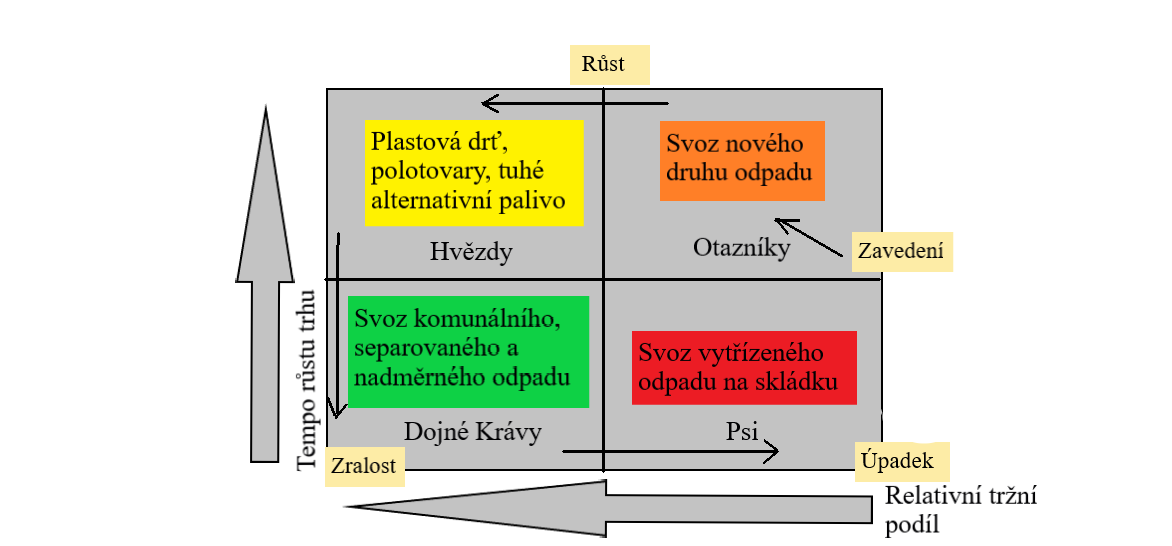 Růst
Plastová drť,
polotovary, tuhé
alternativní palivo
Hvězdy
Svoz nového
druhu odpadu
Otazníky
Zavedení
Tempo růstu trhu
Svoz komunálního,
separovaného a
nadměrného odpadu
Dojné Krávy
Zralost
Svoz vytřízeného
odpadu na skládku
Psi
Úpadek
Relativní tržní
podíl